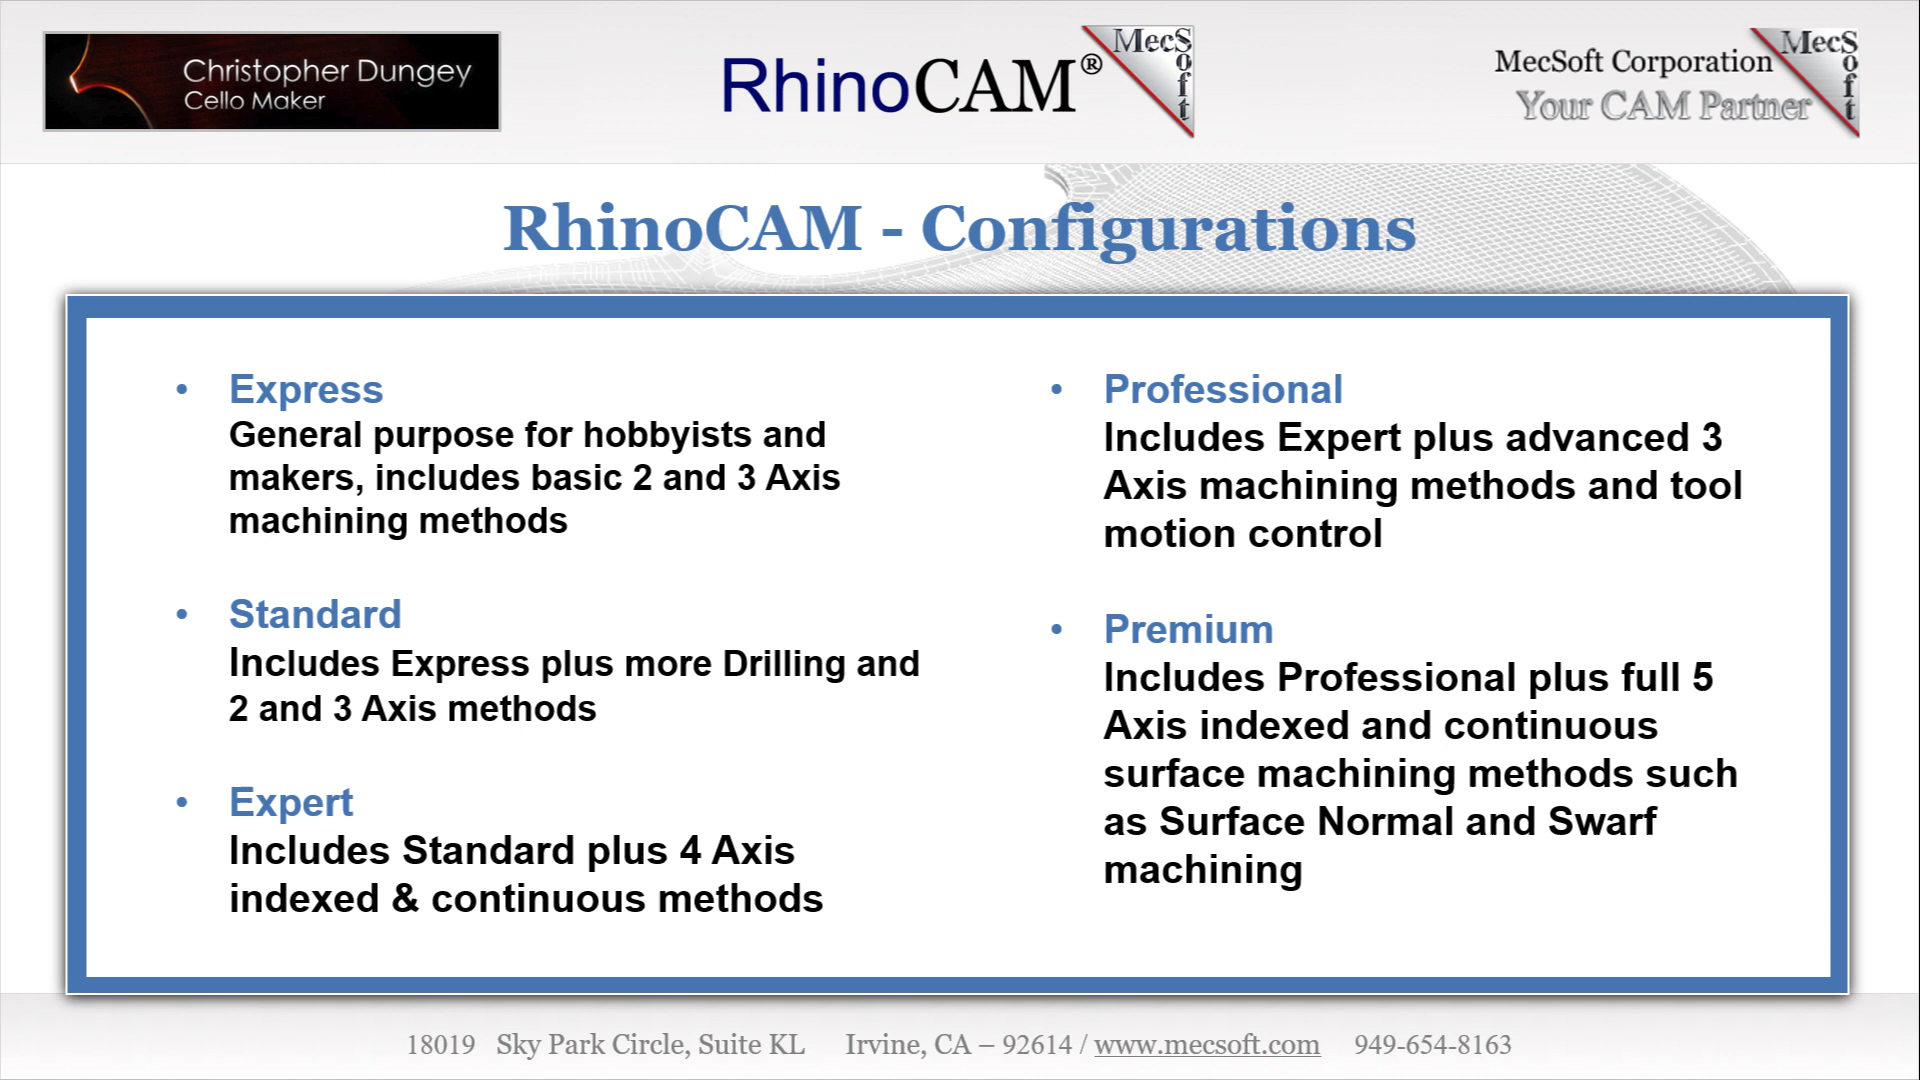 Christopher Dungey
Cello Maker
RhinoCAM®
MecSoft
MecSoft Corporation
Your CAM Partner
MecSoft
RhinoCAM - Configurations
• Express
General purpose for hobbyists and
makers, includes basic 2 and 3 Axis
machining methods
• Standard
Includes Express plus more Drilling and
2 and 3 Axis methods
• Expert
Includes Standard plus 4 Axis
indexed & continuous methods
• Professional
Includes Expert plus advanced 3
Axis machining methods and tool
motion control
• Premium
Includes Professional plus full 5
Axis indexed and continuous
surface machining methods such
as Surface Normal and Swarf
machining
18019 Sky Park Circle, Suite KL Irvine, CA – 92614 / www.mecsoft.com 949-654-8163